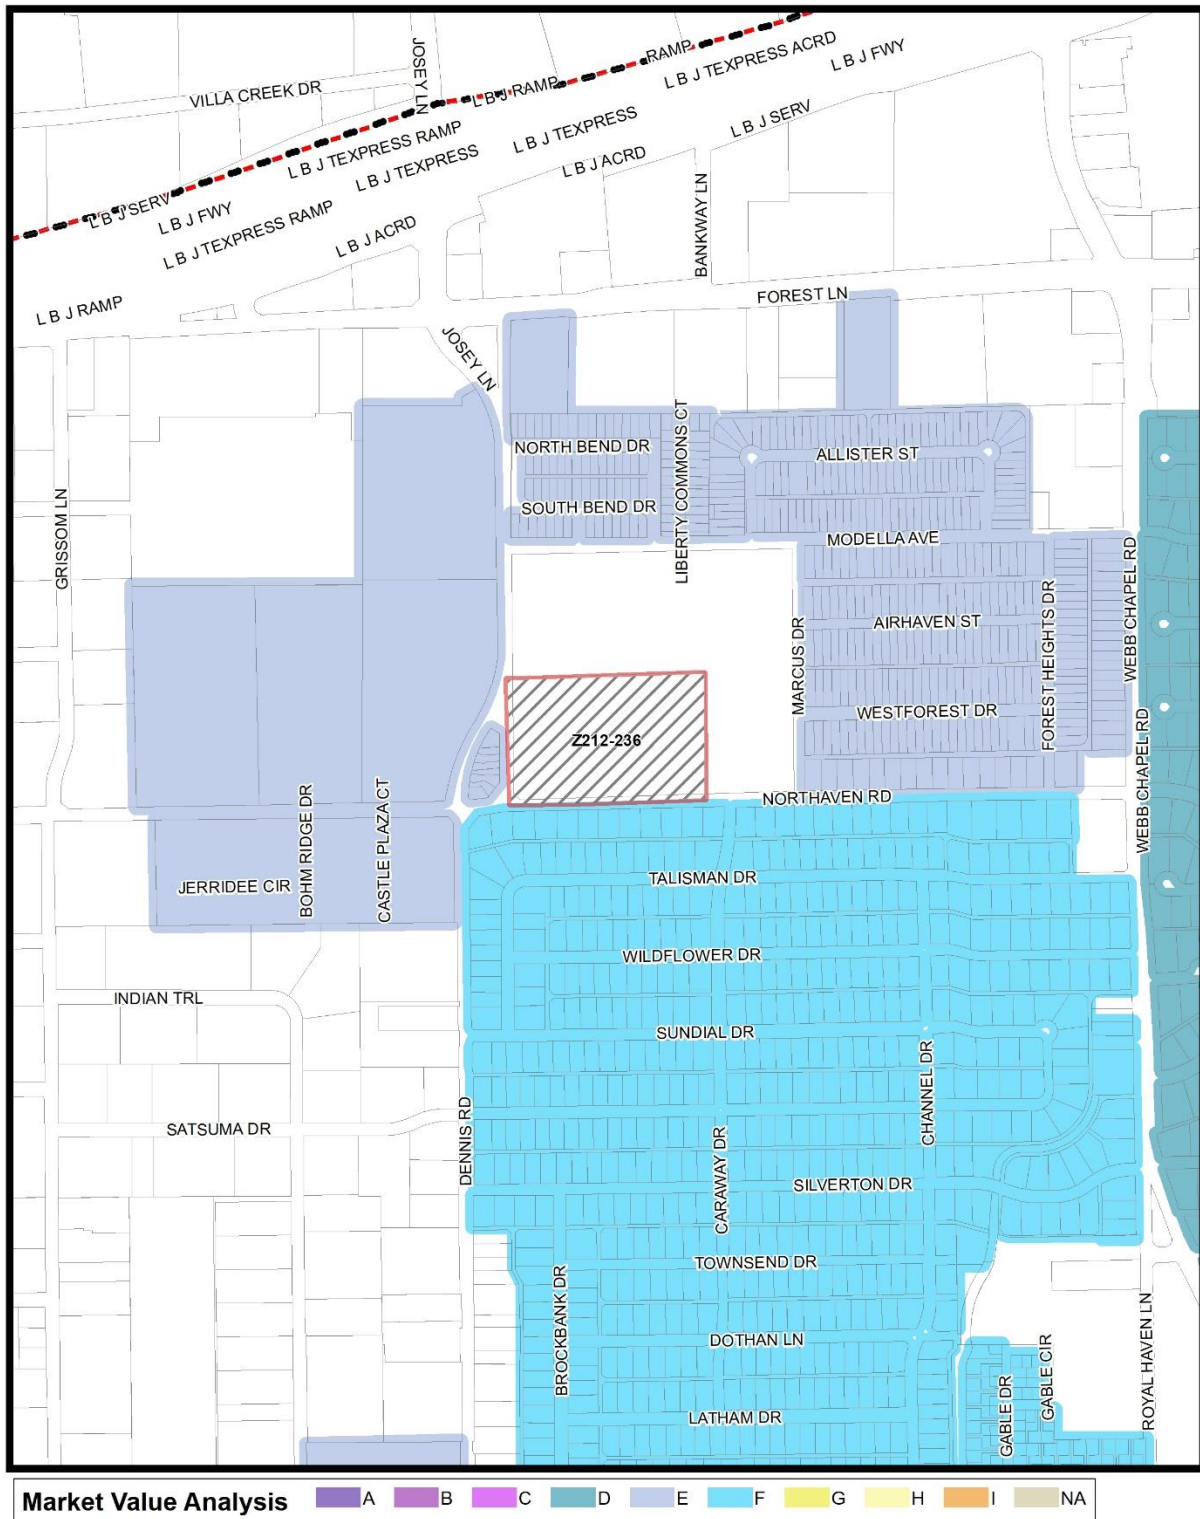 JOSEY LN
RAMP
L B J TEXPRESS ACRD
L B J FWY
VILLA CREEK DR
L B J RAMP
L B J TEXPRESS RAMP
L B J TEXPRESS
L B J TEXPRESS
L B J SERV
L B J ACRD
L B J SERV
L B J FWY
L B J TEXPRESS RAMP
L B J ACRD
BANKWAY LN
L B J RAMP
FOREST LN
JOSEY LN
NORTH BEND DR
LIBERTY COMMONS CT
ALLISTER ST
SOUTH BEND DR
GRISSOM LN
MODELLA AVE
WEBB CHAPEL RD
AIRHAVEN ST
FOREST HEIGHTS DR
MARCUS DR
WESTFOREST DR
Z212-236
WEBB CHAPEL RD
NORTHAVEN RD
BOHM RIDGE DR
CASTLE PLAZA CT
JERRIDEE CIR
TALISMAN DR
WILDFLOWER DR
INDIAN TRL
SUNDIAL DR
CHANNEL DR
SATSUMA DR
DENNIS RD
CARAWAY DR
SILVERTON DR
TOWNSEND DR
BROCKBANK DR
DOTHAN LN
ROYAL HAVEN LN
GABLE CIR
GABLE DR
LATHAM DR
Market Value Analysis A B C D E F G H I NA